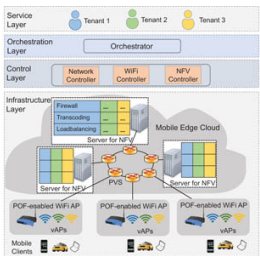 Service
Layer
Tenant 1
Tenant 2
Tenant 3
Orchestration
Layer
Orchestrator
Control
Layer
Network
Controller
WiFi
Controller
NFV
Controller
Infrastructure
Layer
Firewall
Transcoding
Loadbalancing
Server for NFV
Mobile Edge Cloud
Server for NFV
PVS
Server for NFV
POF-enabled WiFi AP
POF-enabled WiFi AP
POF-enabled WiFi AP
vAPs
vAPs
vAPs
Mobile
Clients